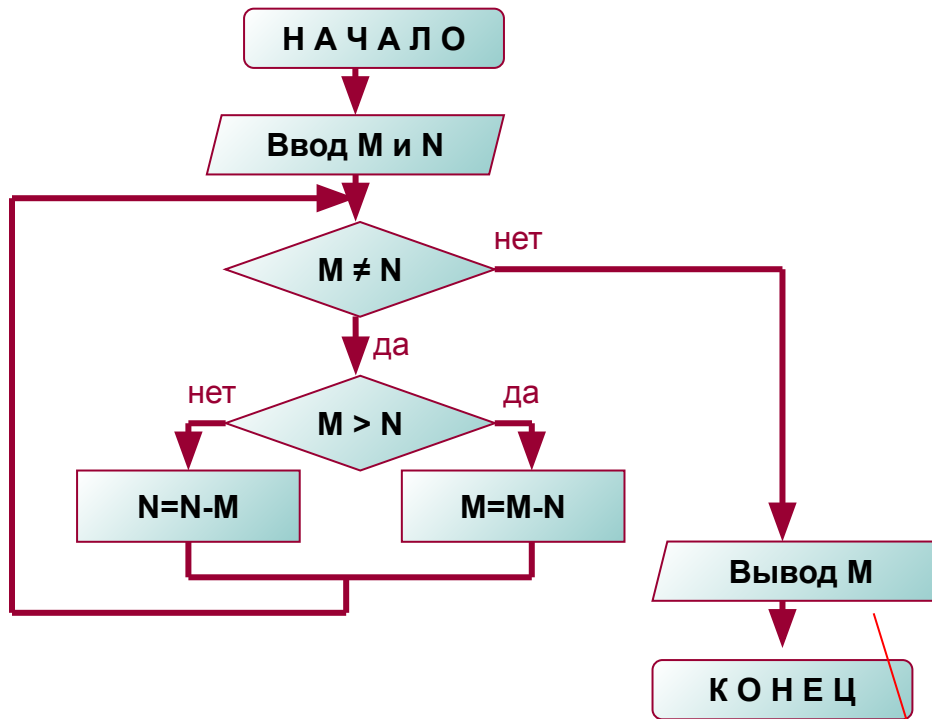 Н А Ч А Л О
Ввод M и N
M ≠ N
нет
да
M > N
нет
да
N=N-M
M=M-N
Вывод M
К О Н Е Ц